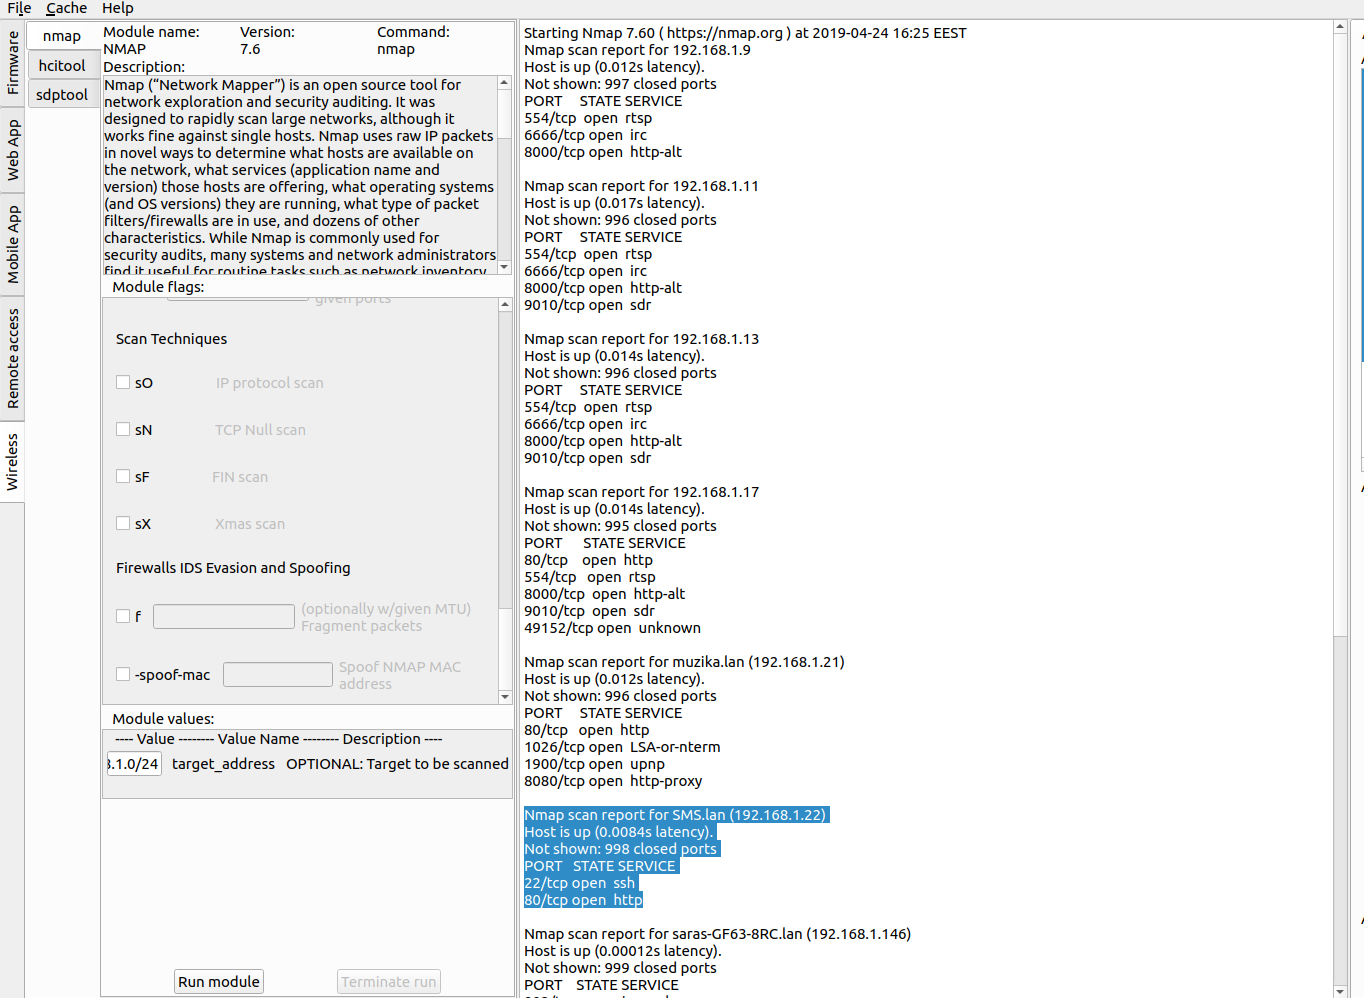 File Cache Help
Firmware
Web App
Mobile App
Remote access
Wireless
nmap
hcitool
sdptool
Module name: Version: Command:
NMAP 7.6 nmap
Description:
Nmap (“Network Mapper”) is an open source tool for
network exploration and security auditing. It was
designed to rapidly scan large networks, although it
works fine against single hosts. Nmap uses raw IP packets
in novel ways to determine what hosts are available on
the network, what services (application name and
version) those hosts are offering, what operating systems
(and OS versions) they are running, what type of packet
filters/firewalls are in use, and dozens of other
characteristics. While Nmap is commonly used for
security audits, many systems and network administrators
find it useful for routine tasks such as network inventory,
Module flags:
given ports
Scan Techniques
sO IP protocol scan
sN TCP Null scan
sF FIN scan
sX Xmas scan
Firewalls IDS Evasion and Spoofing
f (optionally w/given MTU)
Fragment packets
-spoof-mac Spoof NMAP MAC
address
Module values:
---- Value -------- Value Name -------- Description ----
.1.0/24 target_address OPTIONAL: Target to be scanned
Run module Terminate run
Starting Nmap 7.60 ( https://nmap.org ) at 2019-04-24 16:25 EEST
Nmap scan report for 192.168.1.9
Host is up (0.012s latency).
Not shown: 997 closed ports
PORT STATE SERVICE
554/tcp open rtsp
6666/tcp open irc
8000/tcp open http-alt
Nmap scan report for 192.168.1.11
Host is up (0.017s latency).
Not shown: 996 closed ports
PORT STATE SERVICE
554/tcp open rtsp
6666/tcp open irc
8000/tcp open http-alt
9010/tcp open sdr
Nmap scan report for 192.168.1.13
Host is up (0.014s latency).
Not shown: 996 closed ports
PORT STATE SERVICE
554/tcp open rtsp
6666/tcp open irc
8000/tcp open http-alt
9010/tcp open sdr
Nmap scan report for 192.168.1.17
Host is up (0.014s latency).
Not shown: 995 closed ports
PORT STATE SERVICE
80/tcp open http
554/tcp open rtsp
8000/tcp open http-alt
9010/tcp open sdr
49152/tcp open unknown
Nmap scan report for muzika.lan (192.168.1.21)
Host is up (0.012s latency).
Not shown: 996 closed ports
PORT STATE SERVICE
80/tcp open http
1026/tcp open LSA-or-nterm
1900/tcp open upnp
8080/tcp open http-proxy
Nmap scan report for SMS.lan (192.168.1.22)
Host is up (0.0084s latency).
Not shown: 998 closed ports
PORT STATE SERVICE
22/tcp open ssh
80/tcp open http
Nmap scan report for saras-GF63-8RC.lan (192.168.1.146)
Host is up (0.00012s latency).
Not shown: 999 closed ports
PORT STATE SERVICE